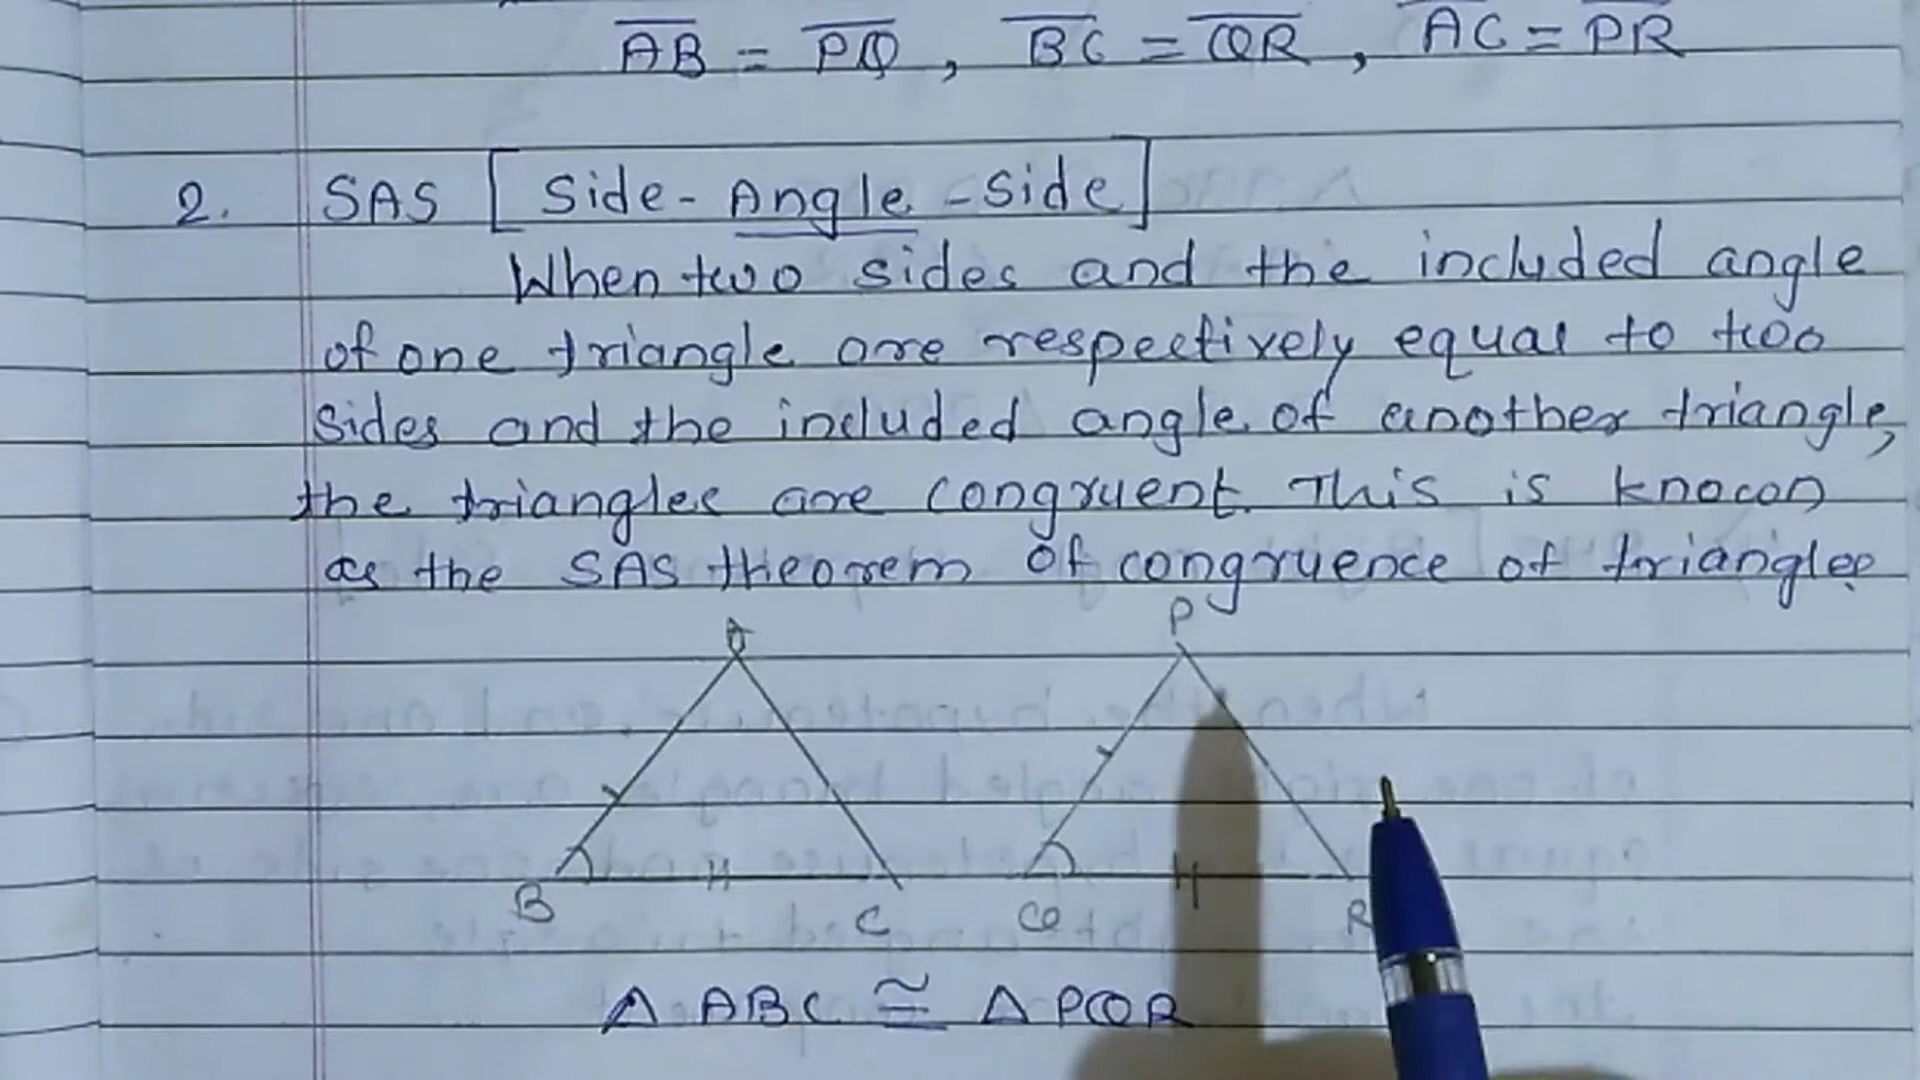 AB = PQ , BC = QR , AC = PR
2. SAS [Side-Angle-Side]
When two sides and the included angle
of one triangle are respectively equal to two
sides and the included angle of another triangle,
the triangles are congruent. This is known
as the SAS theorem of congruence of triangles
A P
B C Q R
△ ABC ≅ △ PQR